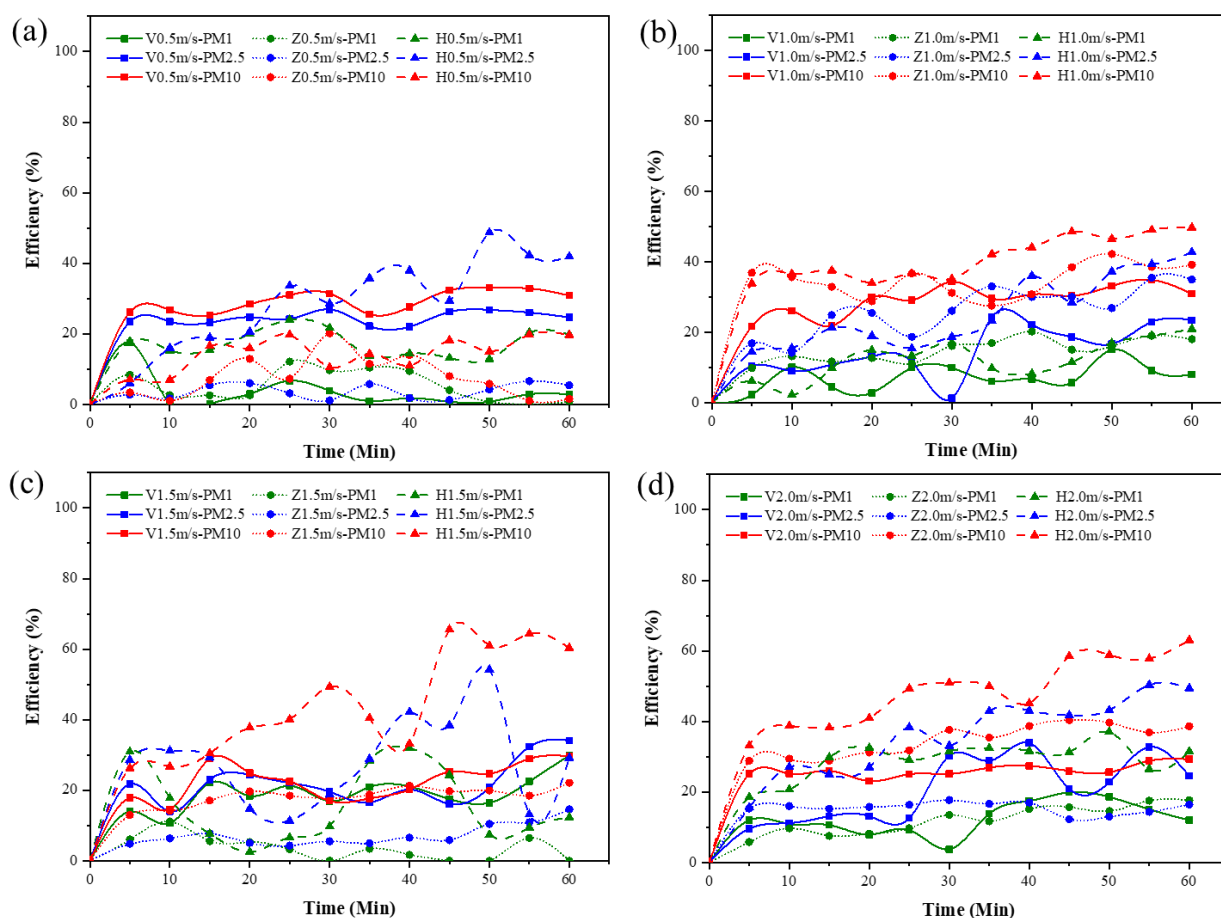 (a)
V0.5m/s-PM1 Z0.5m/s-PM1 H0.5m/s-PM1
V0.5m/s-PM2.5 Z0.5m/s-PM2.5 H0.5m/s-PM2.5
V0.5m/s-PM10 Z0.5m/s-PM10 H0.5m/s-PM10
Efficiency (%)
100
80
60
40
20
0
0 10 20 30 40 50 60
Time (Min)
(b)
V1.0m/s-PM1 Z1.0m/s-PM1 H1.0m/s-PM1
V1.0m/s-PM2.5 Z1.0m/s-PM2.5 H1.0m/s-PM2.5
V1.0m/s-PM10 Z1.0m/s-PM10 H1.0m/s-PM10
Efficiency (%)
100
80
60
40
20
0
0 10 20 30 40 50 60
Time (Min)
(c)
V1.5m/s-PM1 Z1.5m/s-PM1 H1.5m/s-PM1
V1.5m/s-PM2.5 Z1.5m/s-PM2.5 H1.5m/s-PM2.5
V1.5m/s-PM10 Z1.5m/s-PM10 H1.5m/s-PM10
Efficiency (%)
100
80
60
40
20
0
0 10 20 30 40 50 60
Time (Min)
(d)
V2.0m/s-PM1 Z2.0m/s-PM1 H2.0m/s-PM1
V2.0m/s-PM2.5 Z2.0m/s-PM2.5 H2.0m/s-PM2.5
V2.0m/s-PM10 Z2.0m/s-PM10 H2.0m/s-PM10
Efficiency (%)
100
80
60
40
20
0
0 10 20 30 40 50 60
Time (Min)